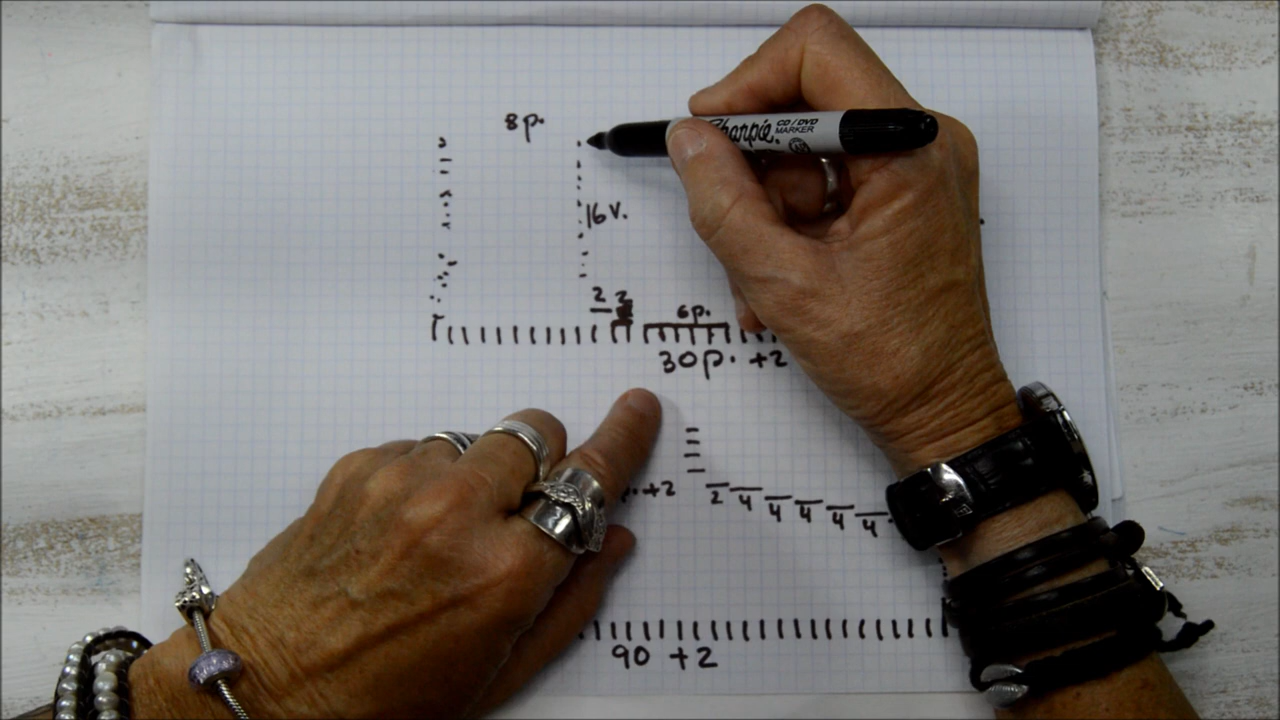 8p.
Sharpie. CD/DVD MARKER
16v.
2 2
6p.
30p. +2
p. +2
2 4 4 4 4 4
90 +2